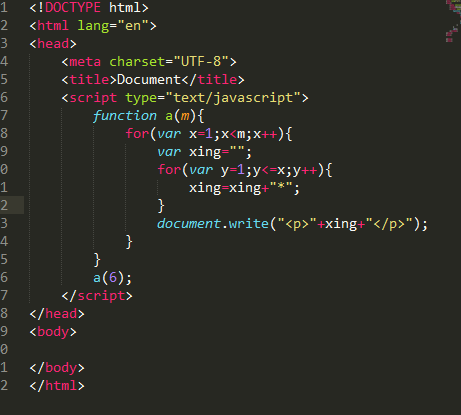 1 <!DOCTYPE html>
2 <html lang="en">
3 <head>
4     <meta charset="UTF-8">
5     <title>Document</title>
6     <script type="text/javascript">
7         function a(m){
8             for(var x=1;x<m;x++){
9                 var xing="";
0                 for(var y=1;y<=x;y++){
1                     xing=xing+"*";
2                 }
3                 document.write("<p>"+xing+"</p>");
4             }
5         }
6         a(6);
7     </script>
8 </head>
9 <body>
0
1 </body>
2 </html>